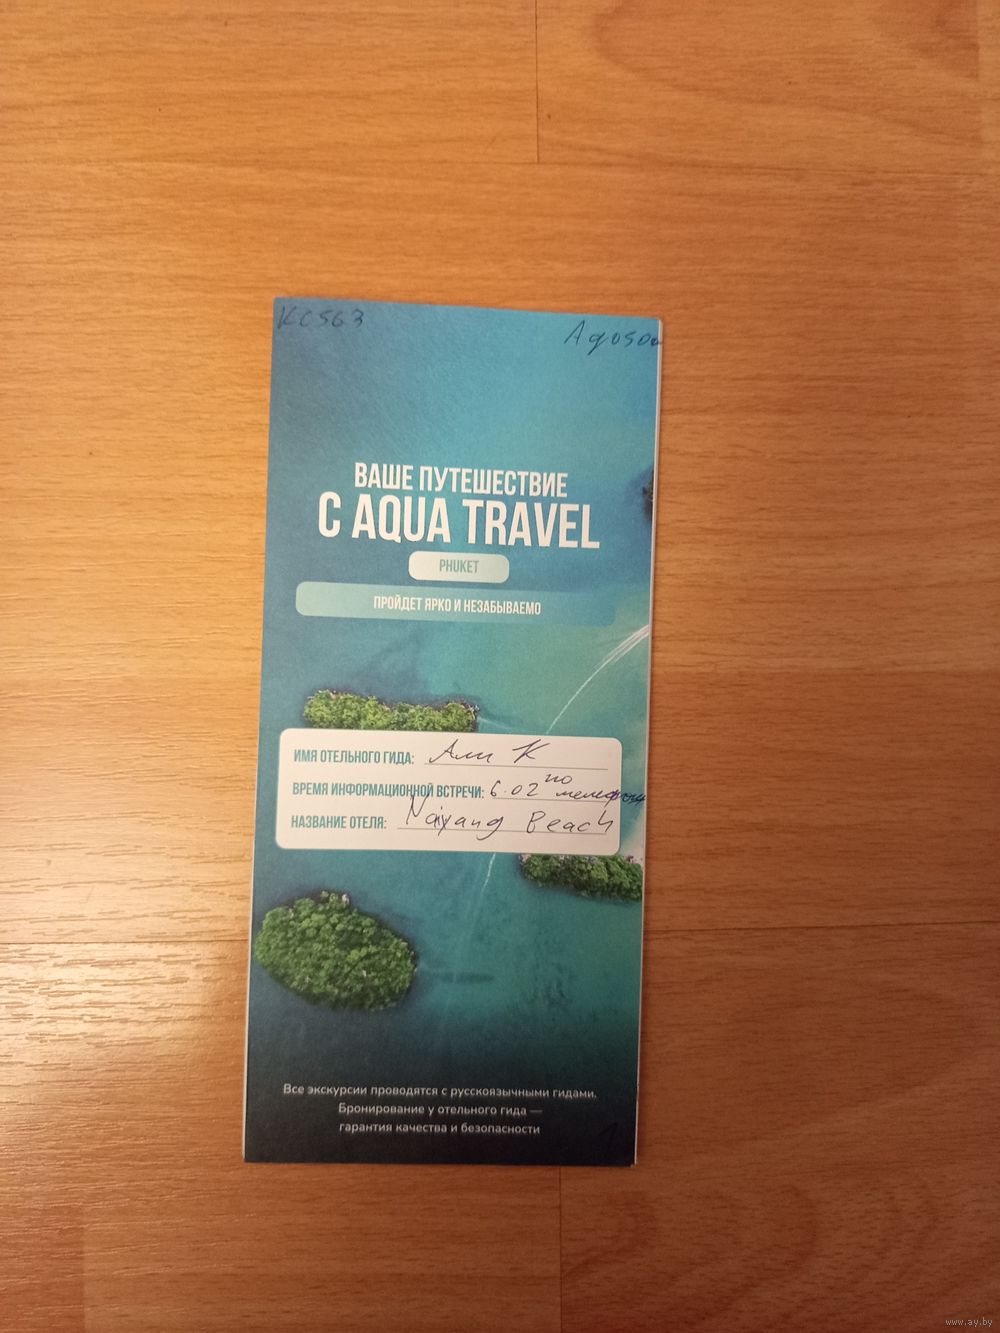 КС563
ВАШЕ ПУТЕШЕСТВИЕ
С AQUA TRAVEL
PHUKET
ПРОЙДЕТ ЯРКО И НЕЗАБЫВАЕМО
ИМЯ ОТЕЛЬНОГО ГИДА: Али К
ВРЕМЯ ИНФОРМАЦИОННОЙ ВСТРЕЧИ: 6.02 по
НАЗВАНИЕ ОТЕЛЯ: Naiyang Beach
Все экскурсии проводятся с русскоязычными гидами.
Бронирование у отельного гида —
гарантия качества и безопасности
www.ay.by